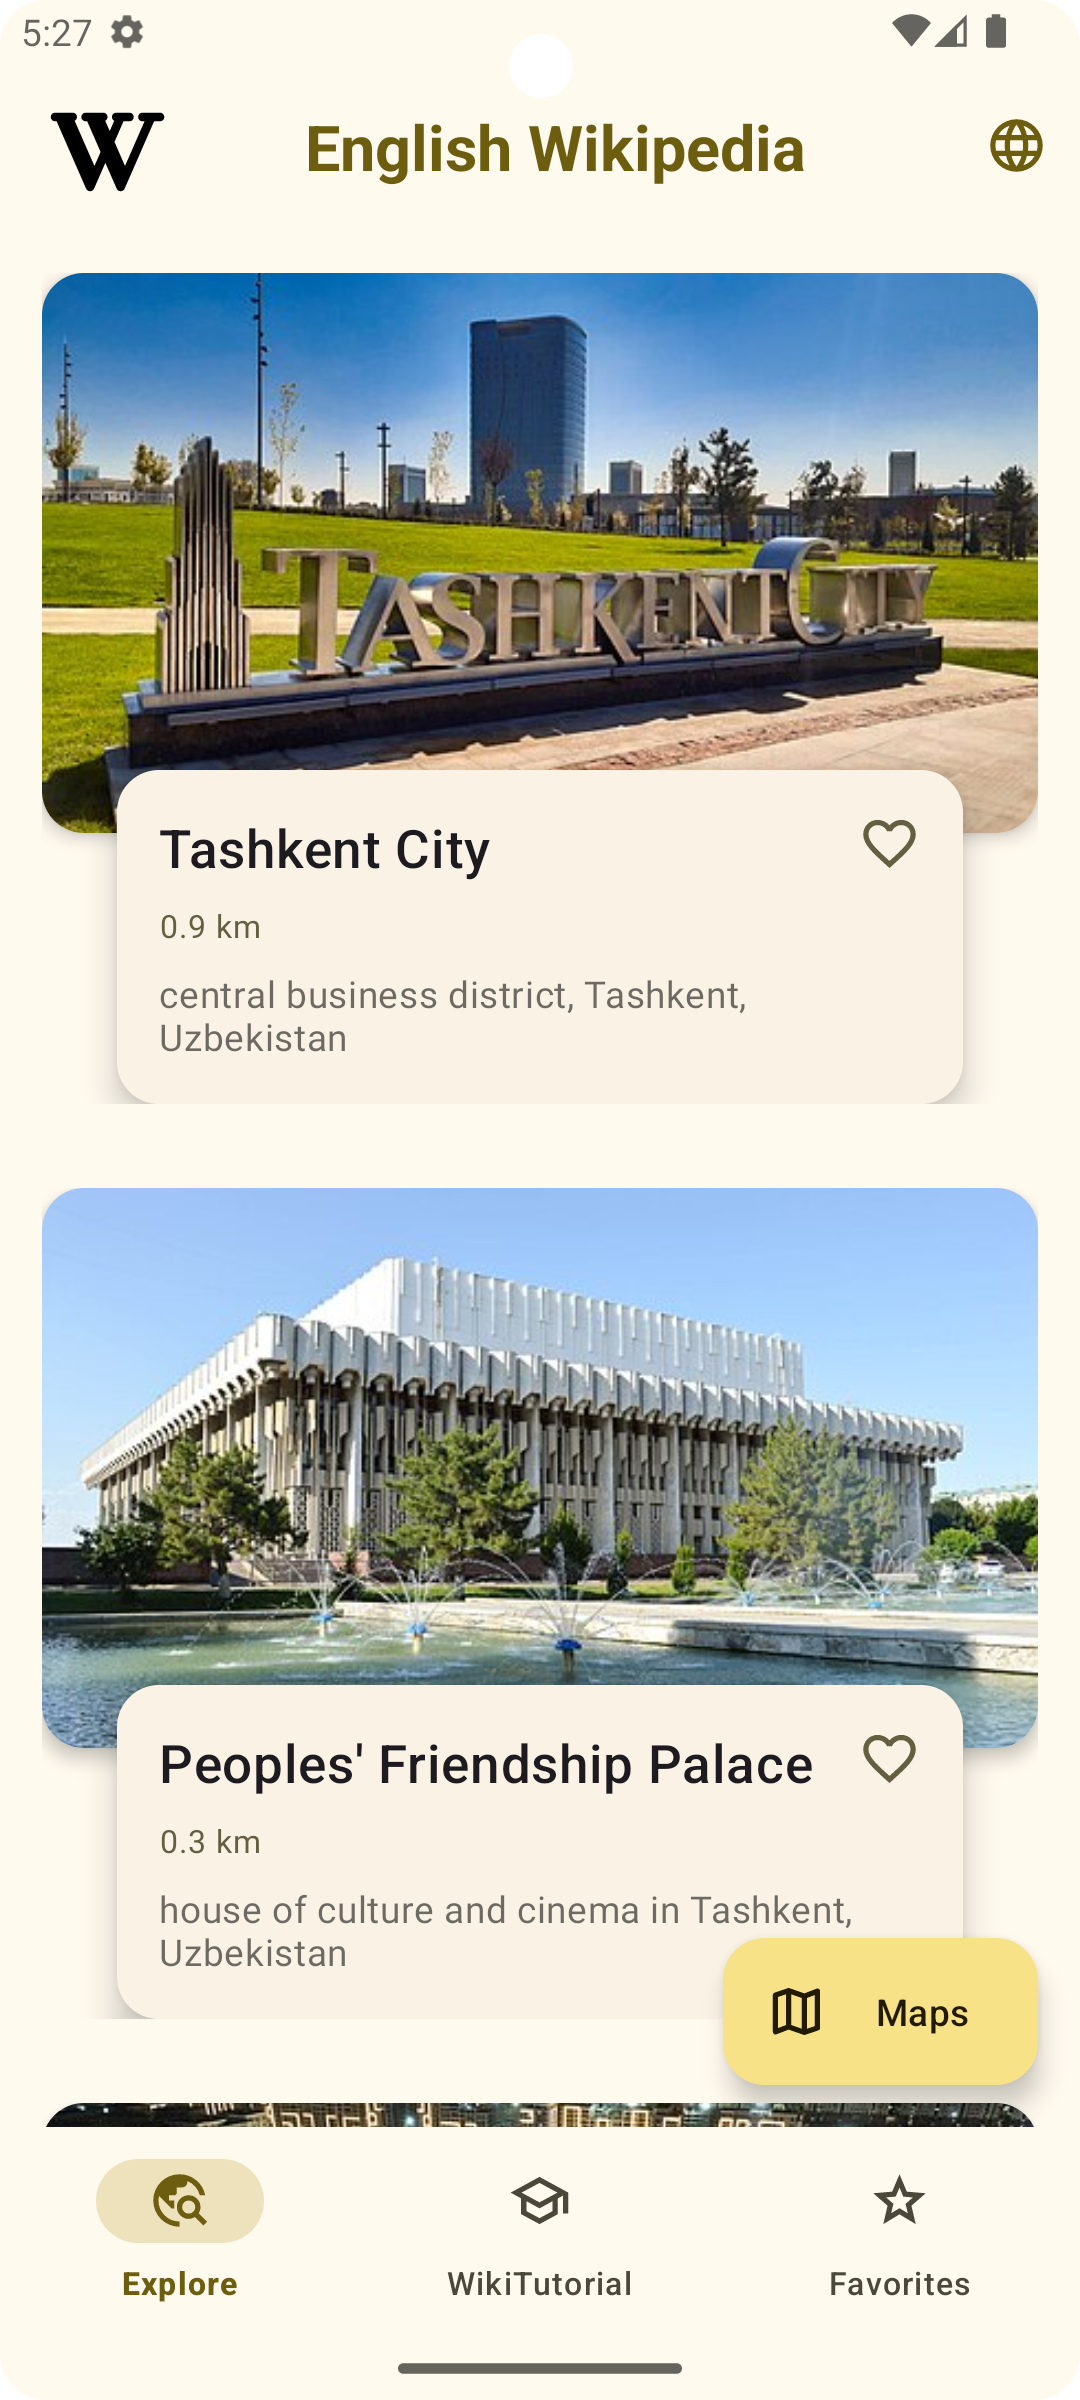 5:27
W
English Wikipedia
TASHKENT CITY
Tashkent City
0.9 km
central business district, Tashkent,
Uzbekistan
Peoples' Friendship Palace
0.3 km
house of culture and cinema in Tashkent,
Uzbekistan
Maps
Explore
WikiTutorial
Favorites